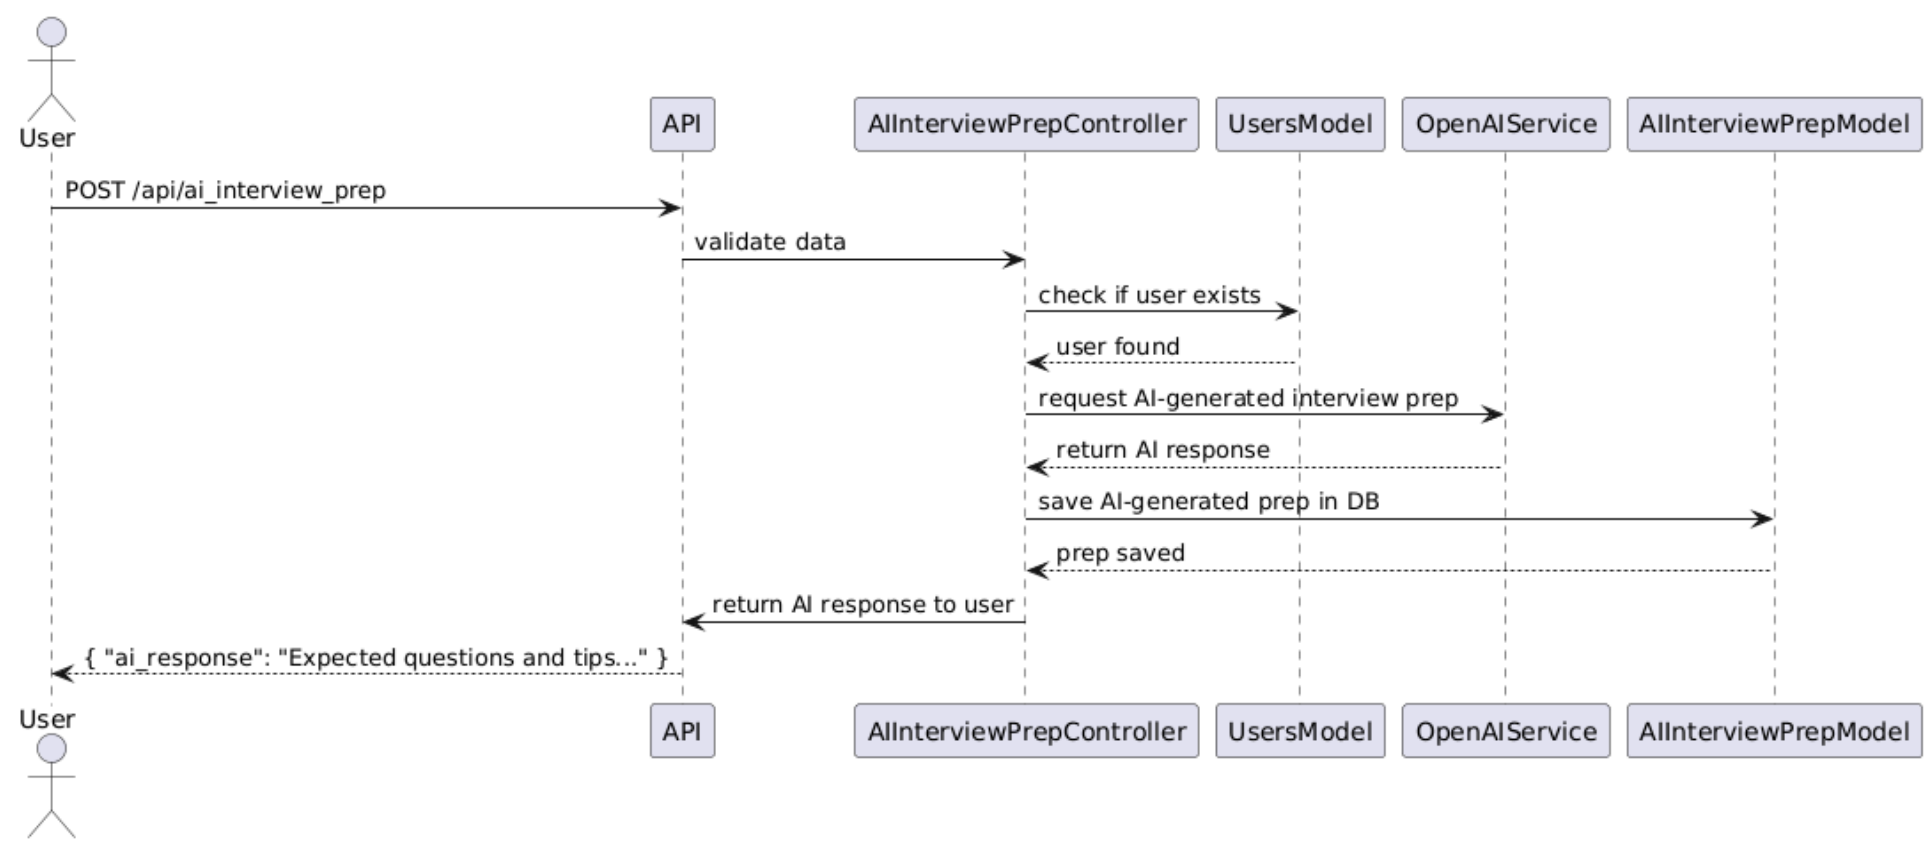 User
API
AIInterviewPrepController
UsersModel
OpenAIService
AIInterviewPrepModel
POST /api/ai_interview_prep
validate data
check if user exists
user found
request AI-generated interview prep
return AI response
save AI-generated prep in DB
prep saved
return AI response to user
{ "ai_response": "Expected questions and tips..." }
User
API
AIInterviewPrepController
UsersModel
OpenAIService
AIInterviewPrepModel